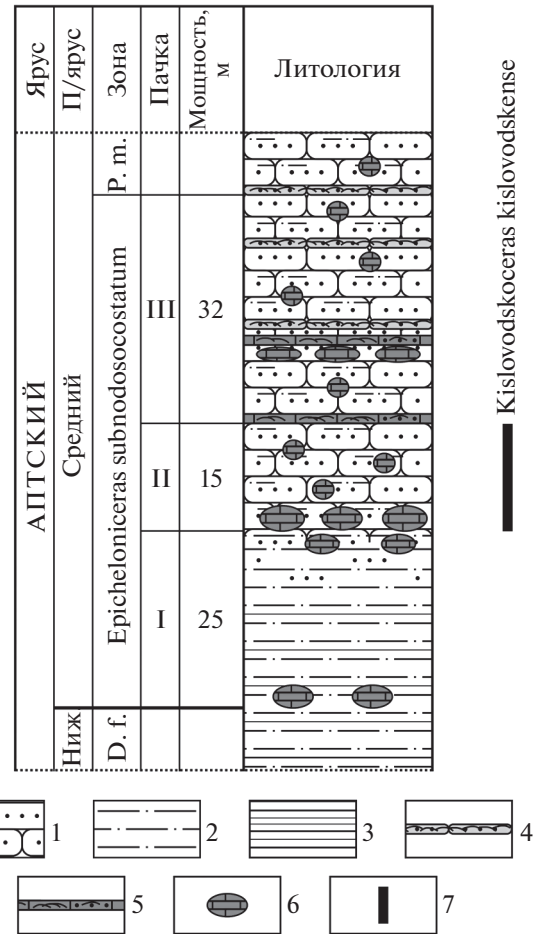 Ярус
П/ярус
Зона
Пачка
Мощность,
м
Литология
АПТСКИЙ
Средний
Ниж.
P. m.
Epicheloniceras subnodosocostatum
D. f.
III
32
II
15
I
25
Kislovodskoceras kislovodskense
1
2
3
4
5
6
7